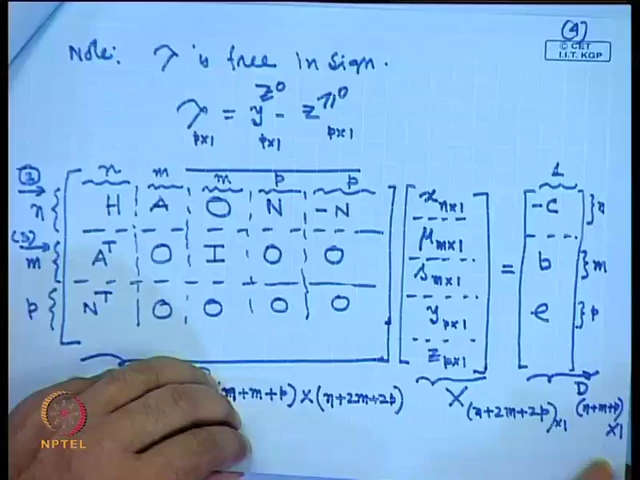 (4)
© CET
I.I.T. KGP
Note: λ is free in sign.
λ = y ≥0 - z ≥0
p×1 p×1 p×1
n m m p p 1
n { H A O N -N x n×1 -c } n
m { A^T O I O O μ m×1 = b } m
p { N^T O O O O s m×1 e } p
y p×1
z p×1
(n+m+p) × (n+2m+2p) X (n+2m+2p)×1 D (n+m+p)×1
NPTEL